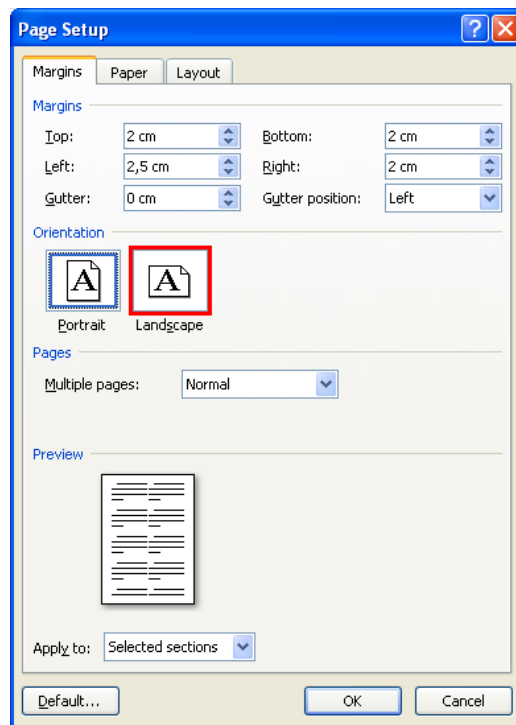 Page Setup
Margins Paper Layout
Margins
Top: 2 cm Bottom: 2 cm
Left: 2,5 cm Right: 2 cm
Gutter: 0 cm Gutter position: Left
Orientation
A A
Portrait Landscape
Pages
Multiple pages: Normal
Preview
Apply to: Selected sections
Default... OK Cancel